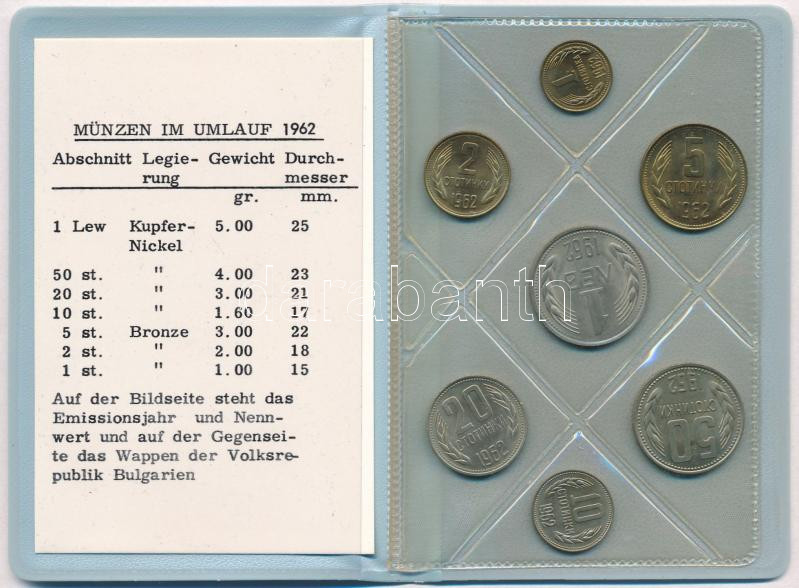 MÜNZEN IM UMLAUF 1962
Abschnitt Legie- Gewicht Durch-
rung messer
gr. mm.
1 Lew Kupfer- 5.00 25
Nickel
50 st. " 4.00 23
20 st. " 3.00 21
10 st. " 1.60 17
5 st. Bronze 3.00 22
2 st. " 2.00 18
1 st. " 1.00 15
Auf der Bildseite steht das
Emissionsjahr und Nenn-
wert und auf der Gegensei-
te das Wappen der Volksre-
publik Bulgarien
1
СТОТИНКА
1962
2
СТОТИНКИ
1962
5
СТОТИНКИ
1962
1
ЛЕВ
1962
20
СТОТИНКИ
1962
50
СТОТИНКИ
1962
10
СТОТИНКИ
1962
darabanth